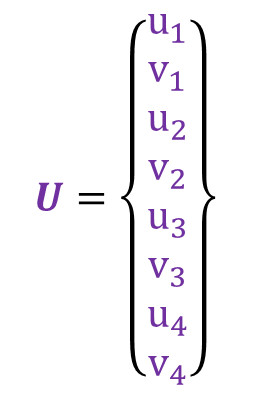 u₁
v₁
u₂
v₂
U = { u₃ }
v₃
u₄
v₄